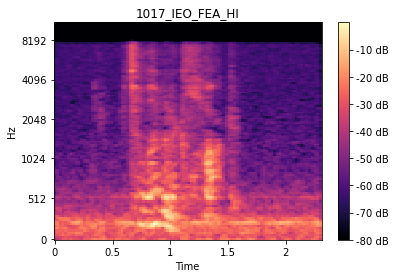 1017_IEO_FEA_HI
8192
4096
2048
1024
512
0
Hz
0
0.5
1
1.5
2
Time
-10 dB
-20 dB
-30 dB
-40 dB
-50 dB
-60 dB
-70 dB
-80 dB